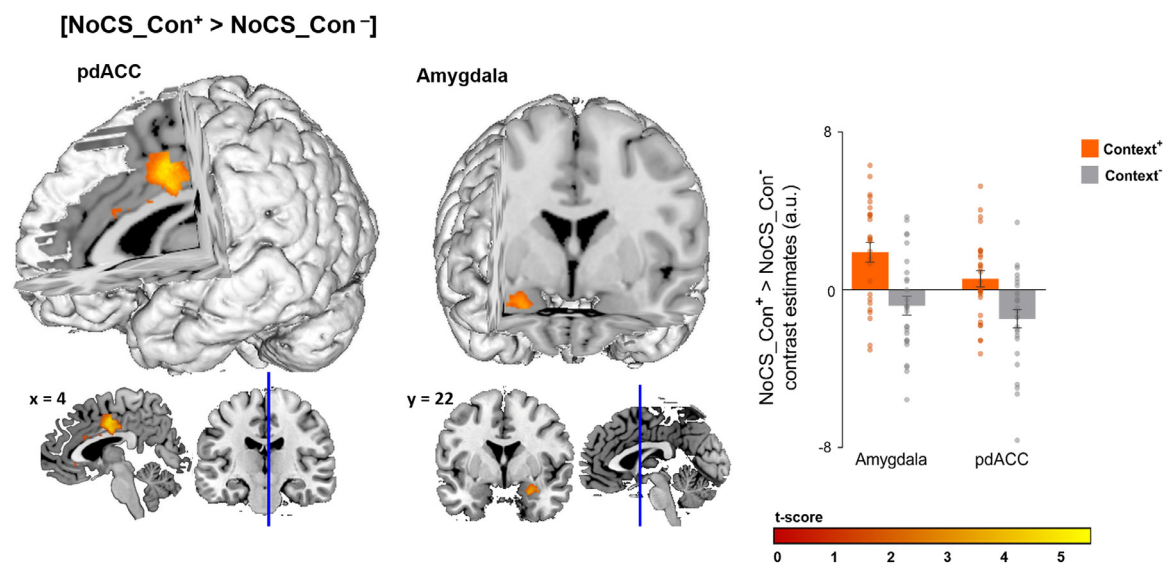 [NoCS_Con⁺ > NoCS_Con⁻]
pdACC
Amygdala
x = 4
y = 22
8
0
-8
NoCS_Con⁺ > NoCS_Con⁻
contrast estimates (a.u.)
Context⁺
Context⁻
Amygdala
pdACC
t-score
0 1 2 3 4 5